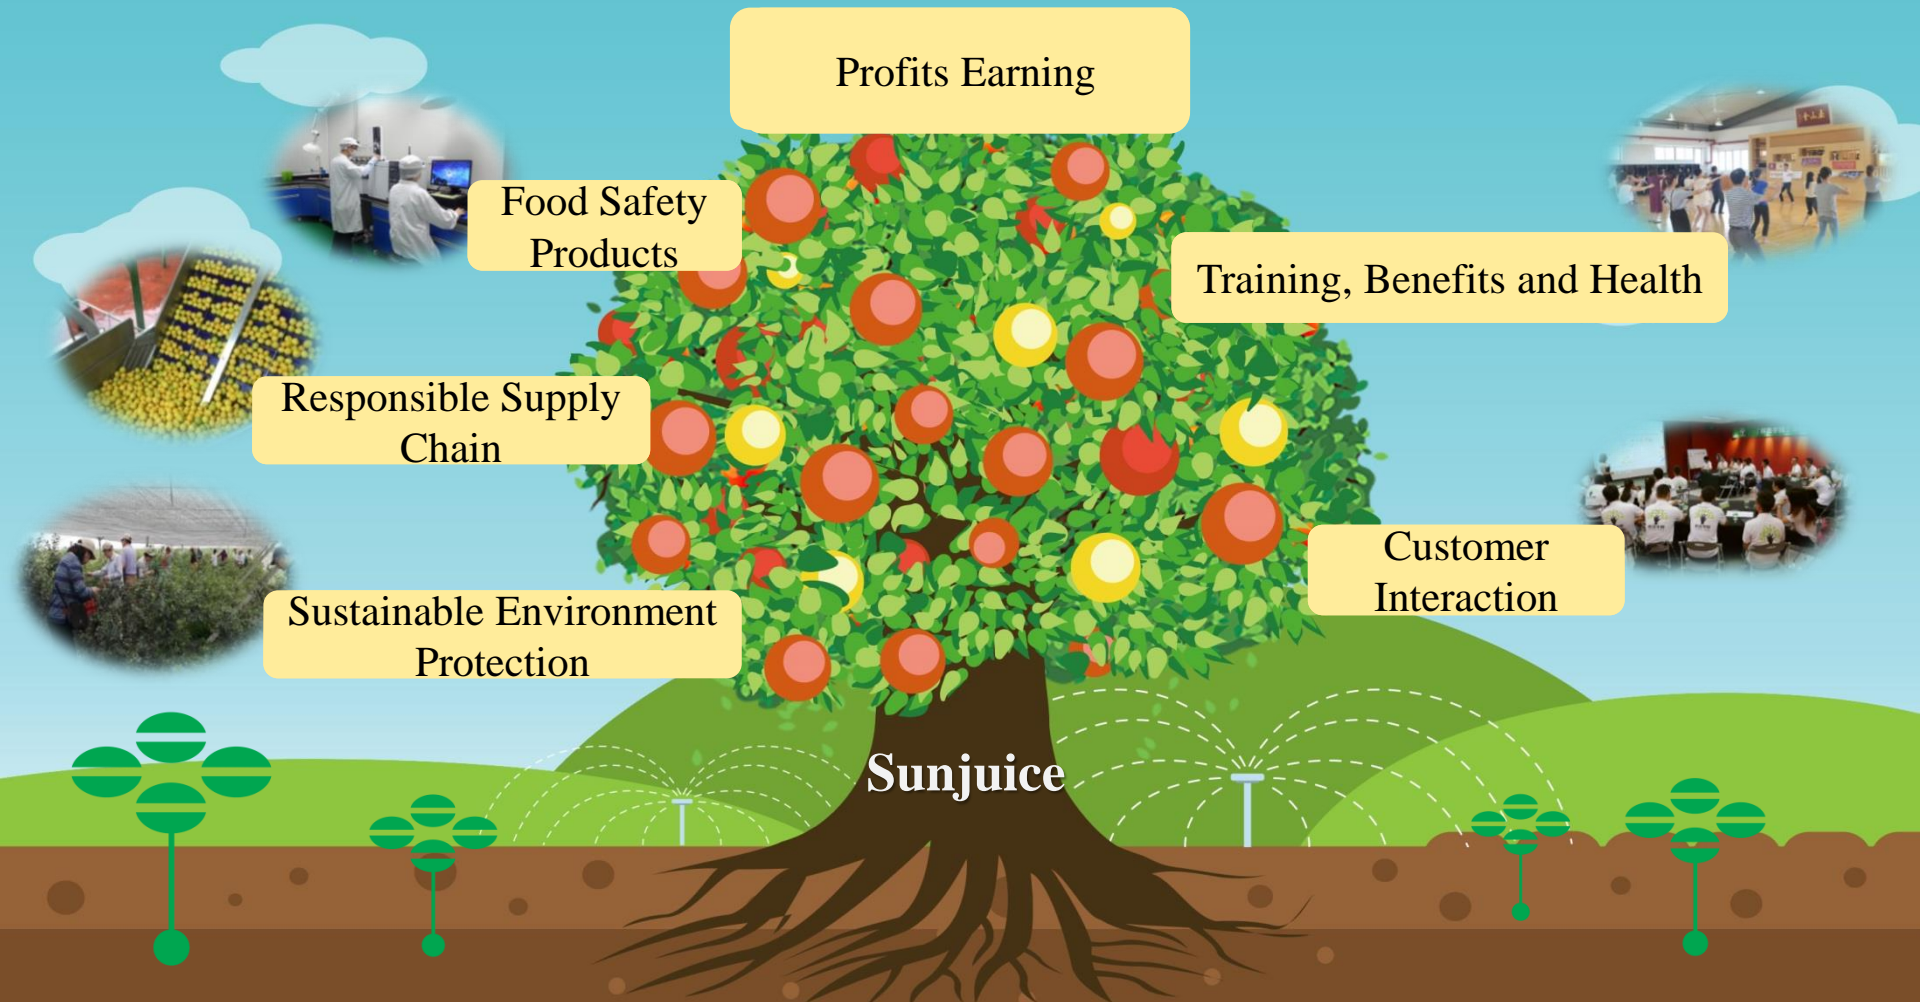 Profits Earning
Food Safety
Products
Training, Benefits and Health
Responsible Supply
Chain
Customer
Interaction
Sustainable Environment
Protection
Sunjuice